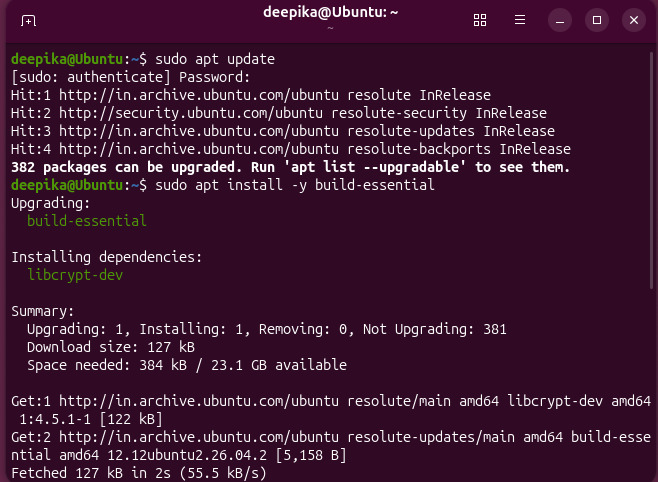 deepika@Ubuntu: ~
~
deepika@Ubuntu:~$ sudo apt update
[sudo: authenticate] Password:
Hit:1 http://in.archive.ubuntu.com/ubuntu resolute InRelease
Hit:2 http://security.ubuntu.com/ubuntu resolute-security InRelease
Hit:3 http://in.archive.ubuntu.com/ubuntu resolute-updates InRelease
Hit:4 http://in.archive.ubuntu.com/ubuntu resolute-backports InRelease
382 packages can be upgraded. Run 'apt list --upgradable' to see them.
deepika@Ubuntu:~$ sudo apt install -y build-essential
Upgrading:
  build-essential

Installing dependencies:
  libcrypt-dev

Summary:
  Upgrading: 1, Installing: 1, Removing: 0, Not Upgrading: 381
  Download size: 127 kB
  Space needed: 384 kB / 23.1 GB available

Get:1 http://in.archive.ubuntu.com/ubuntu resolute/main amd64 libcrypt-dev amd64
 1:4.5.1-1 [122 kB]
Get:2 http://in.archive.ubuntu.com/ubuntu resolute-updates/main amd64 build-esse
ntial amd64 12.12ubuntu2.26.04.2 [5,158 B]
Fetched 127 kB in 2s (55.5 kB/s)